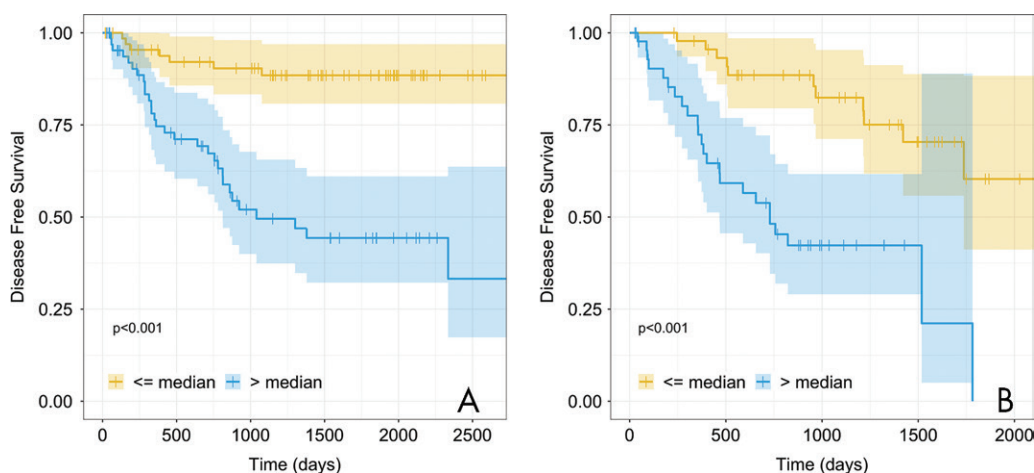 1.00
0.75
0.50
0.25
0.00
Disease Free Survival
p<0.001
<= median > median
A
0 500 1000 1500 2000 2500
Time (days)
1.00
0.75
0.50
0.25
0.00
Disease Free Survival
p<0.001
<= median > median
B
0 500 1000 1500 2000
Time (days)